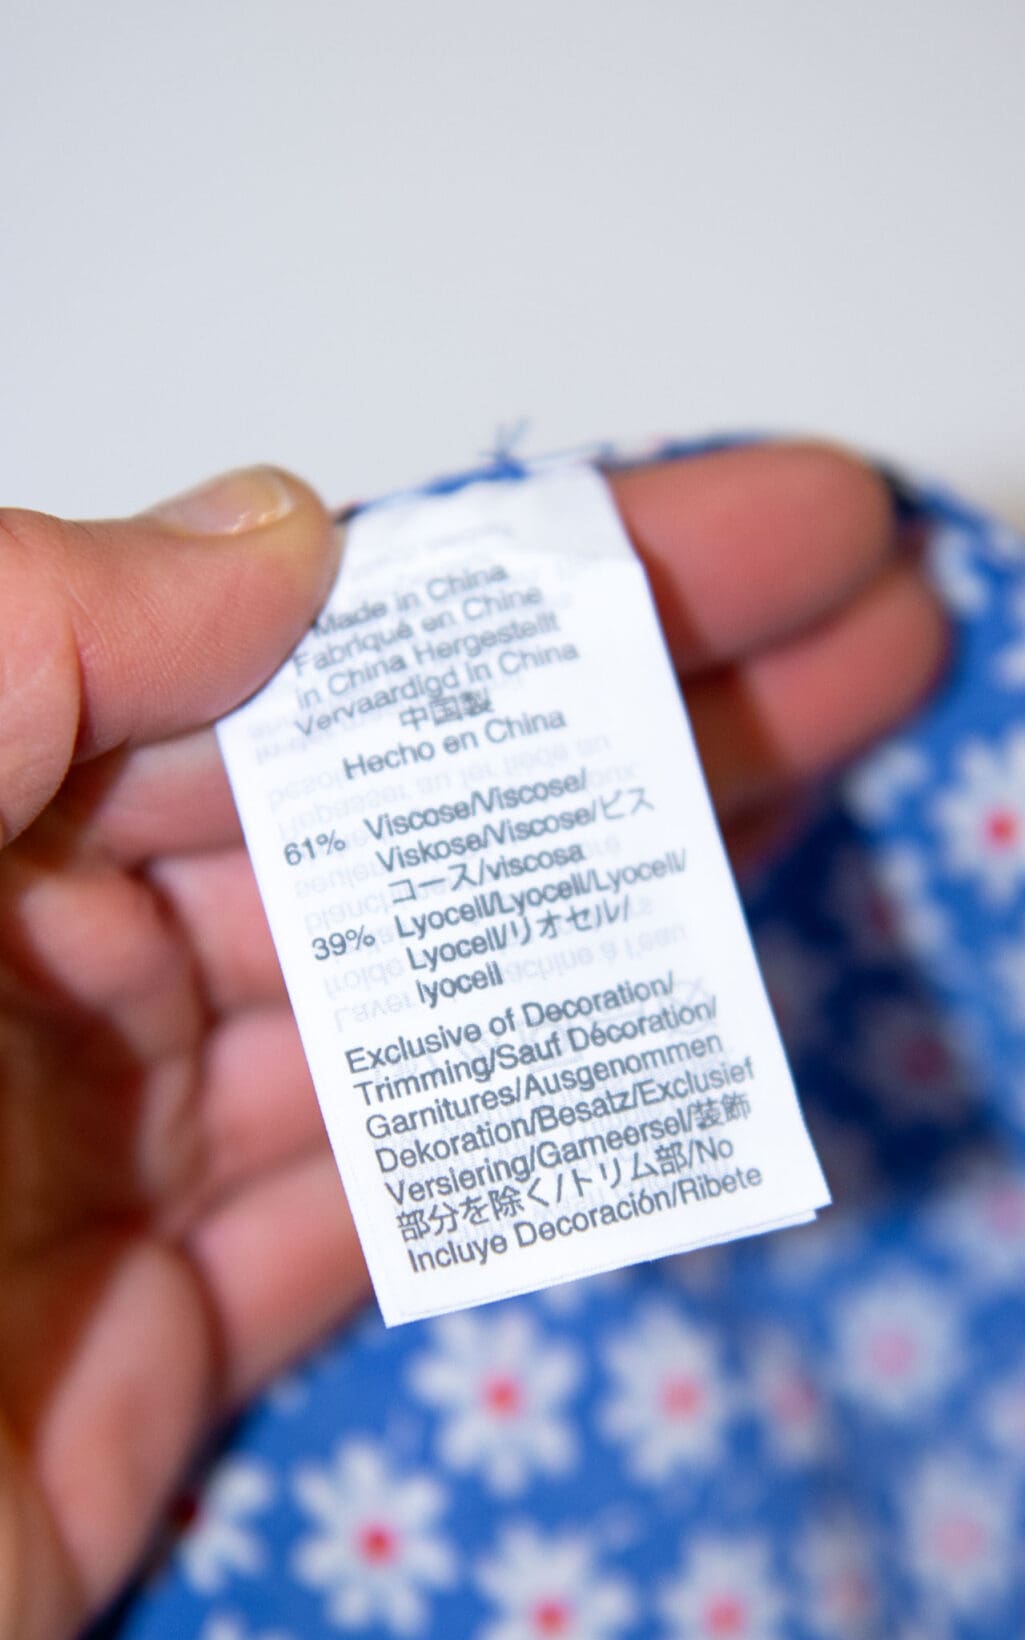 Made in China
Fabriqué en Chine
in China Hergestellt
Vervaardigd in China
中国製
Hecho en China
61% Viscose/Viscose/
Viskose/Viscose/ビス
コース/viscosa
39% Lyocell/Lyocell/Lyocell/
Lyocell/リオセル/
lyocell
Exclusive of Decoration/
Trimming/Sauf Décoration/
Garnitures/Ausgenommen
Dekoration/Besatz/Exclusief
Versiering/Garneersel/装飾
部分を除く/トリム部/No
Incluye Decoración/Ribete